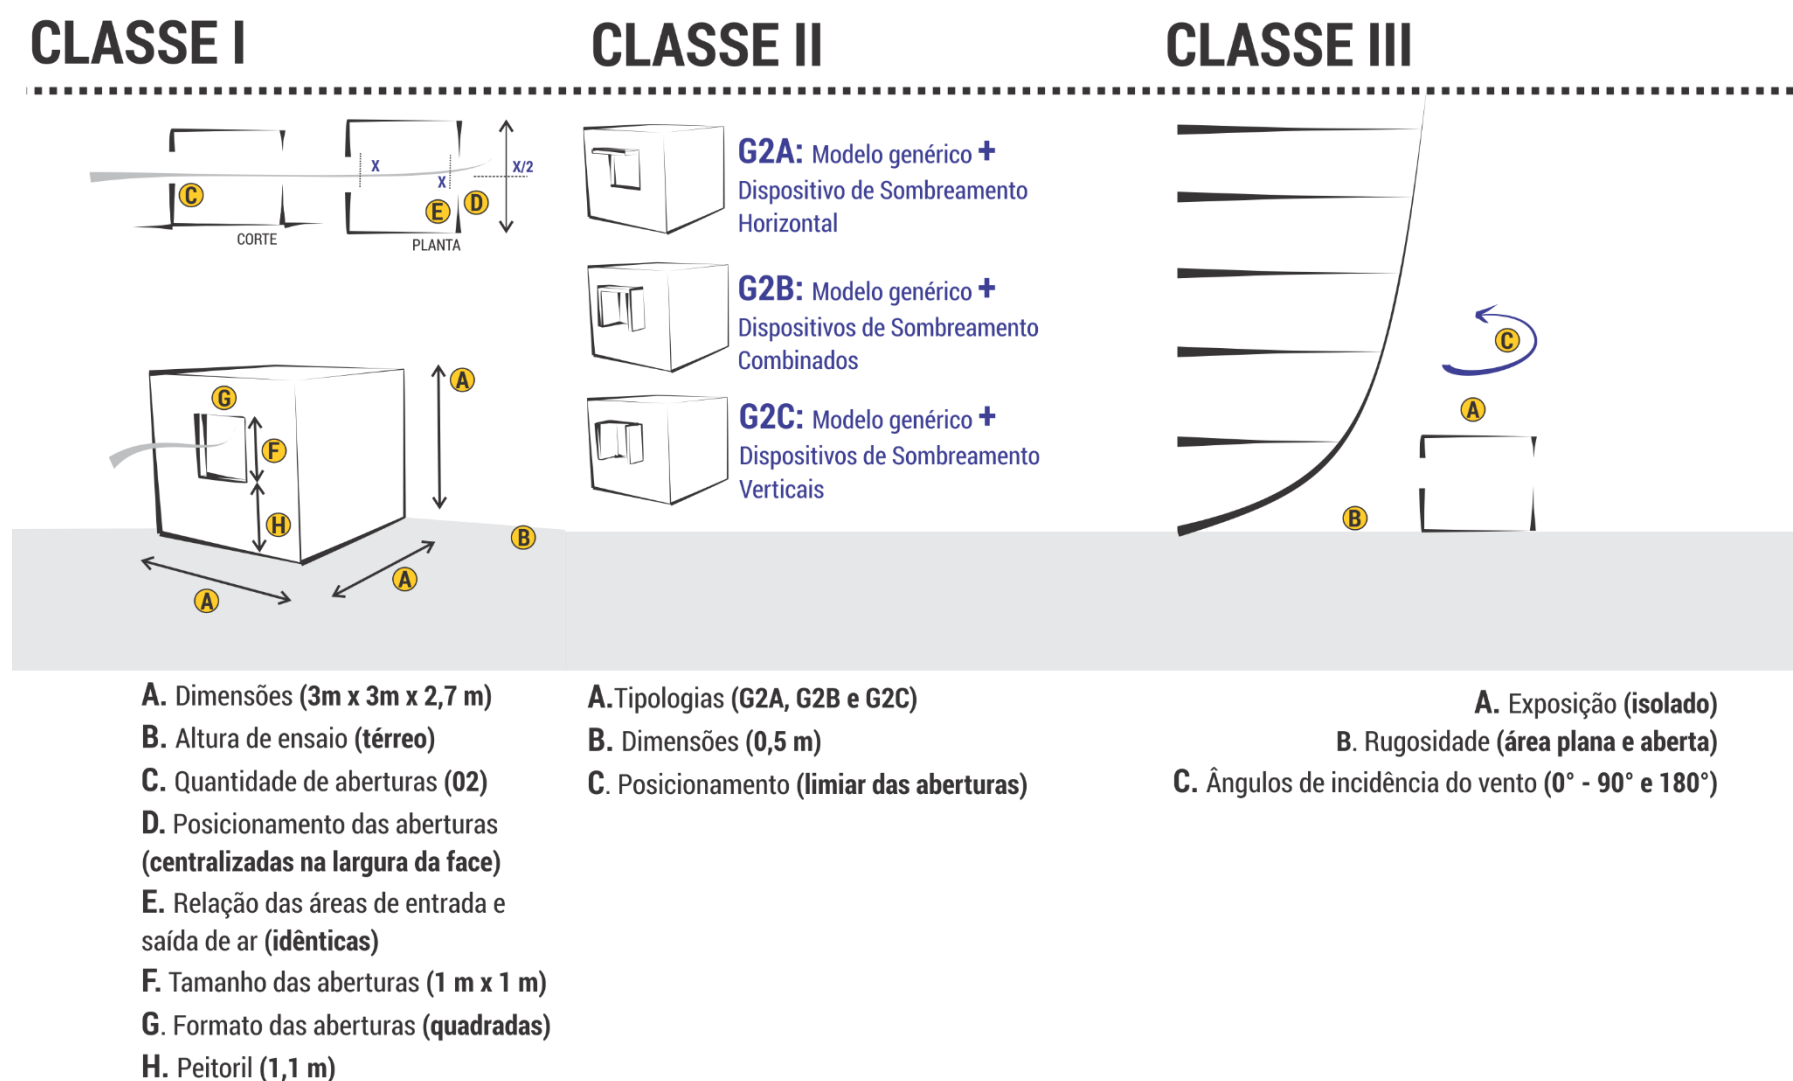 CLASSE I
CLASSE II
CLASSE III
X
X
X/2
C
E
D
CORTE
PLANTA
G
F
H
A
A
A
B
G2A: Modelo genérico +
Dispositivo de Sombreamento
Horizontal
G2B: Modelo genérico +
Dispositivos de Sombreamento
Combinados
G2C: Modelo genérico +
Dispositivos de Sombreamento
Verticais
C
A
B
A. Dimensões (3m x 3m x 2,7 m)
B. Altura de ensaio (térreo)
C. Quantidade de aberturas (02)
D. Posicionamento das aberturas
(centralizadas na largura da face)
E. Relação das áreas de entrada e
saída de ar (idênticas)
F. Tamanho das aberturas (1 m x 1 m)
G. Formato das aberturas (quadradas)
H. Peitoril (1,1 m)
A.Tipologias (G2A, G2B e G2C)
B. Dimensões (0,5 m)
C. Posicionamento (limiar das aberturas)
A. Exposição (isolado)
B. Rugosidade (área plana e aberta)
C. Ângulos de incidência do vento (0° - 90° e 180°)